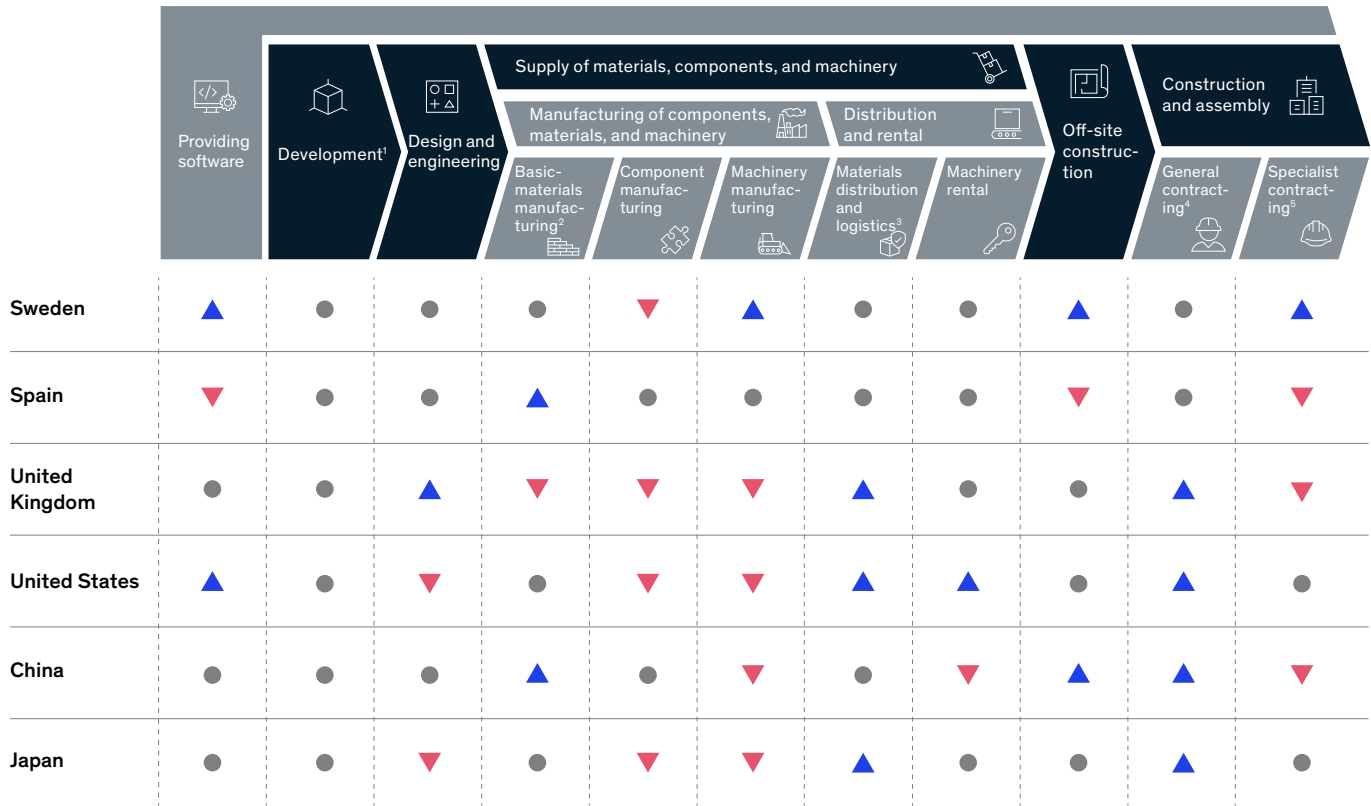 Providing
software
Development¹
Design and
engineering
Supply of materials, components, and machinery
Manufacturing of components,
materials, and machinery
Distribution
and rental
Basic-
materials
manufac-
turing²
Component
manufac-
turing
Machinery
manufac-
turing
Materials
distribution
and
logistics³
Machinery
rental
Off-site
construc-
tion
Construction
and assembly
General
contract-
ing⁴
Specialist
contract-
ing⁵
Sweden
Spain
United
Kingdom
United States
China
Japan